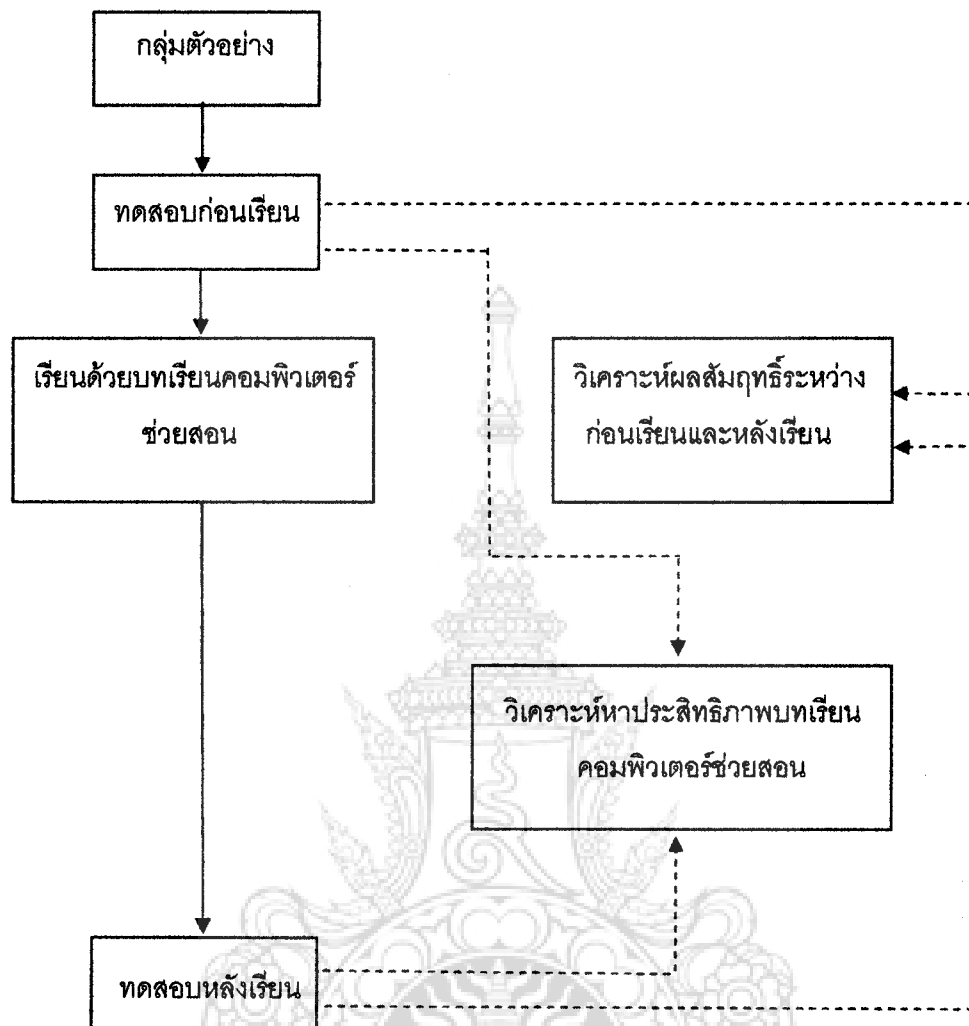 กลุ่มตัวอย่าง
ทดสอบก่อนเรียน
เรียนด้วยบทเรียนคอมพิวเตอร์
ช่วยสอน
วิเคราะห์ผลสัมฤทธิ์ระหว่าง
ก่อนเรียนและหลังเรียน
วิเคราะห์หาประสิทธิภาพบทเรียน
คอมพิวเตอร์ช่วยสอน
ทดสอบหลังเรียน